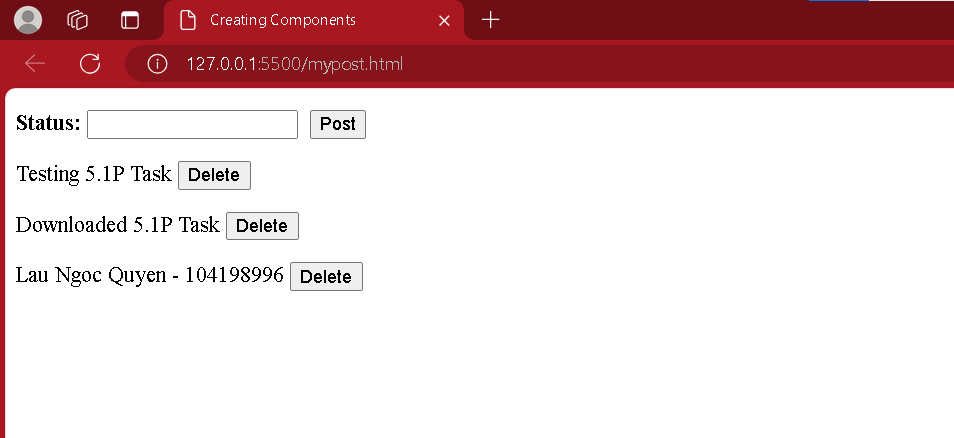 Creating Components
127.0.0.1:5500/mypost.html
Status: Post
Testing 5.1P Task Delete
Downloaded 5.1P Task Delete
Lau Ngoc Quyen - 104198996 Delete